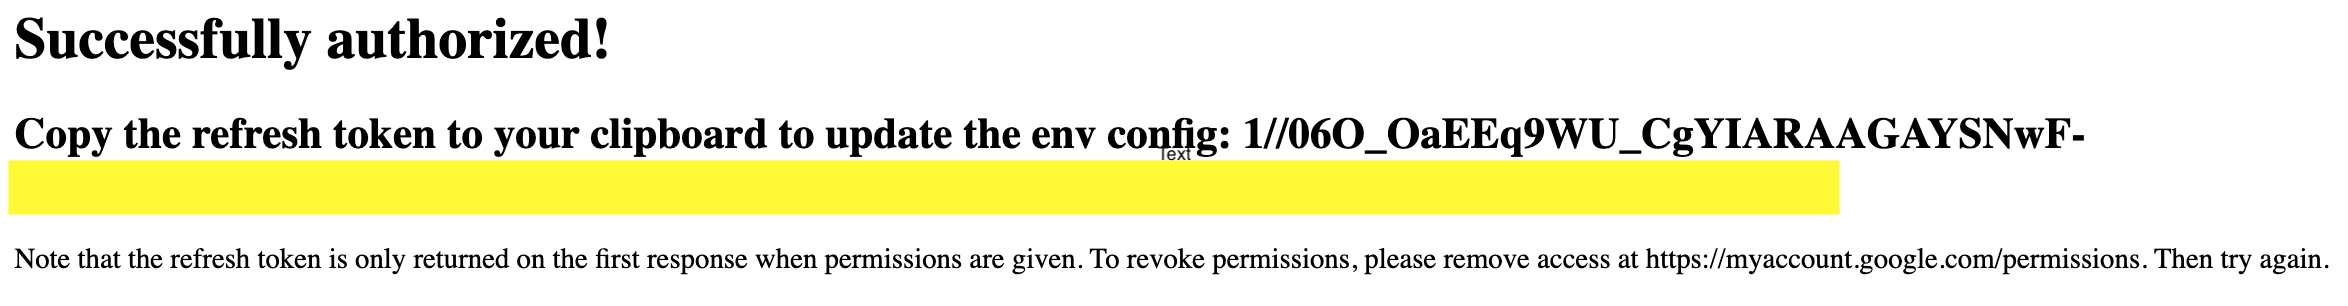 Successfully authorized!
Copy the refresh token to your clipboard to update the env config: 1//06O_OaEEq9WU_CgYIARAAGAYSNwF-
Text
Note that the refresh token is only returned on the first response when permissions are given. To revoke permissions, please remove access at https://myaccount.google.com/permissions. Then try again.